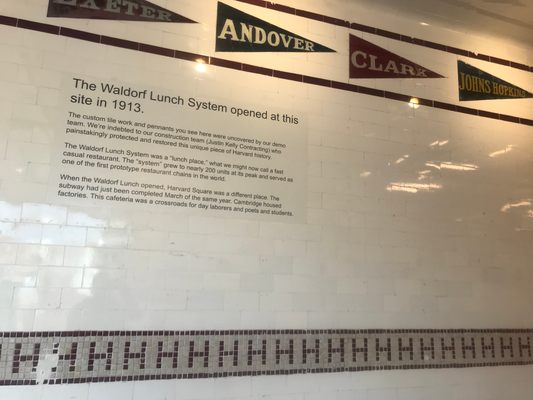 EXETER
ANDOVER
CLARK
JOHNS HOPKINS
The Waldorf Lunch System opened at this
site in 1913.
The custom tile work and pennants you see here were uncovered by our demo
team. We're indebted to our construction team (Justin Kelly Contracting) who
painstakingly protected and restored this unique piece of Harvard history.
The Waldorf Lunch System was a "lunch place," what we might now call a fast
casual restaurant. The "system" grew to nearly 200 units at its peak and served as
one of the first prototype restaurant chains in the world.
When the Waldorf Lunch opened, Harvard Square was a different place. The
subway had just been completed March of the same year. Cambridge housed
factories. This cafeteria was a crossroads for day laborers and poets and students.
H H H H H H H H H H H H H H H H H H H H